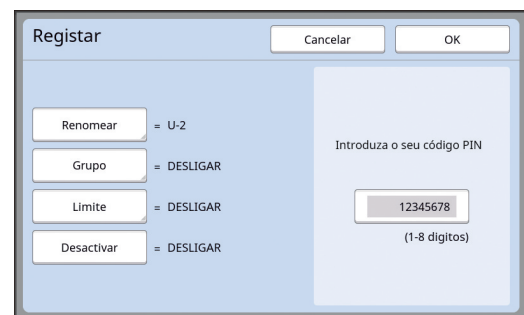 Registar
Cancelar
OK
Renomear = U-2
Grupo = DESLIGAR
Limite = DESLIGAR
Desactivar = DESLIGAR
Introduza o seu código PIN
12345678
(1-8 digitos)